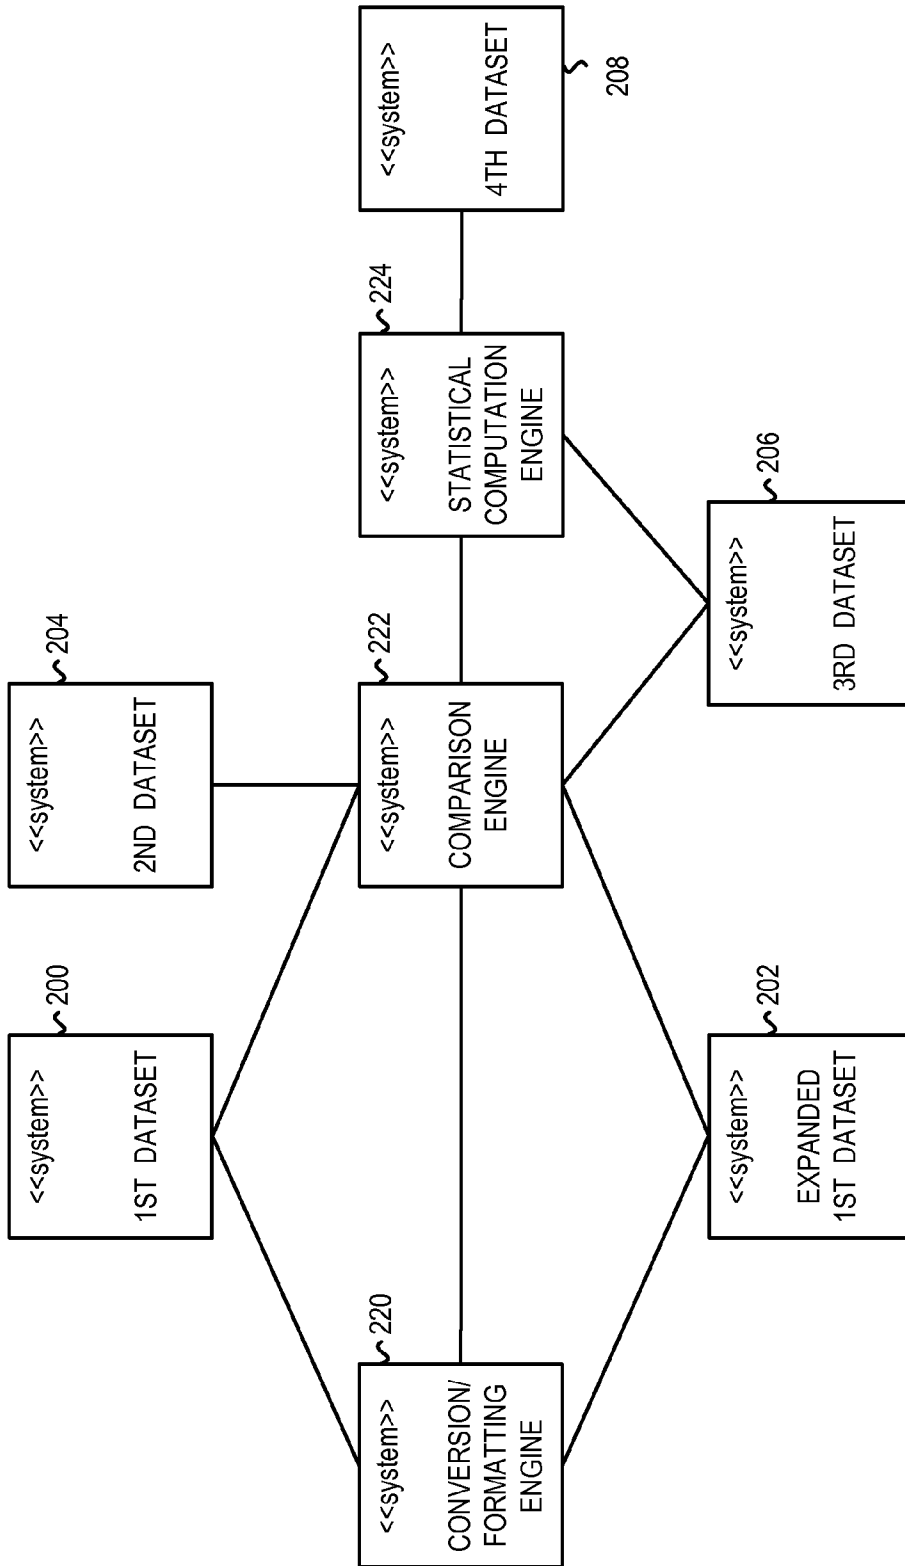 <<system>>
1ST DATASET
200
<<system>>
2ND DATASET
204
<<system>>
CONVERSION/
FORMATTING
ENGINE
220
<<system>>
COMPARISON
ENGINE
222
<<system>>
STATISTICAL
COMPUTATION
ENGINE
224
<<system>>
4TH DATASET
208
<<system>>
EXPANDED
1ST DATASET
202
<<system>>
3RD DATASET
206